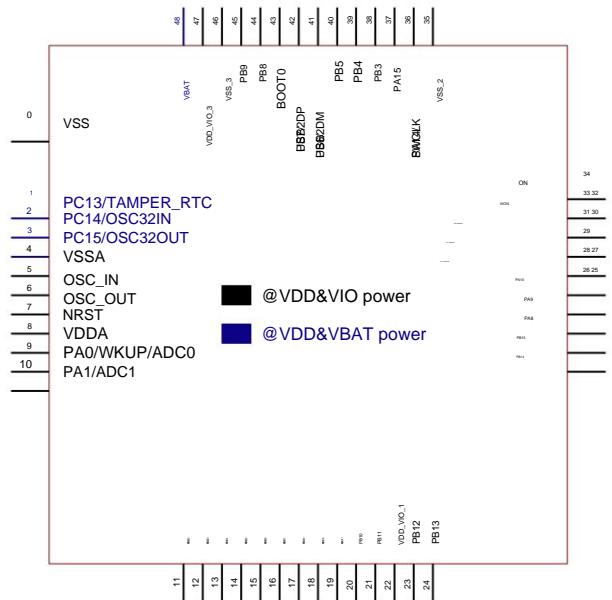 48 47 46 45 44 43 42 41 40 39 38 37 36 35
VBAT
VDD_VIO_3
VSS_3
PB9
PB8
BOOT0
PB5
PB4
PB3
PA15
VSS_2
0
VSS
1
PC13/TAMPER_RTC
2
PC14/OSC32IN
3
PC15/OSC32OUT
4
VSSA
5
OSC_IN
6
OSC_OUT
7
NRST
8
VDDA
9
PA0/WKUP/ADC0
10
PA1/ADC1
@VDD&VIO power
@VDD&VBAT power
34
ON
33 32
31 30
29
28 27
26 25
PA9
PA8
PB15
PB14
PB10
PB11
VDD_VIO_1
PB12
PB13
11 12 13 14 15 16 17 18 19 20 21 22 23 24